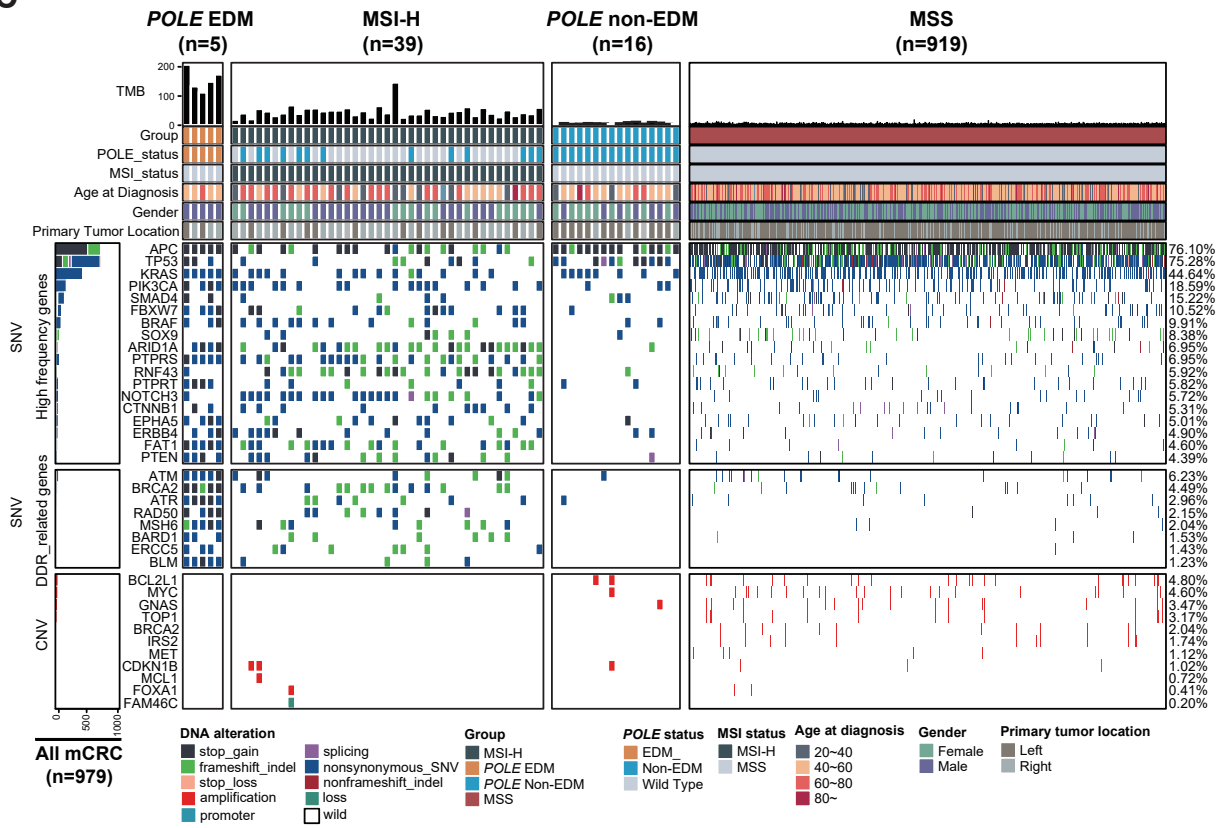 POLE EDM MSI-H POLE non-EDM MSS
(n=5) (n=39) (n=16) (n=919)
200
TMB
100
0
Group
POLE_status
MSI_status
Age at Diagnosis
Gender
Primary Tumor Location
SNV
High frequency genes
APC 76.10%
TP53 75.28%
KRAS 44.64%
PIK3CA 18.59%
SMAD4 15.22%
FBXW7 10.52%
BRAF 9.91%
SOX9 8.38%
ARID1A 6.95%
PTPRS 6.95%
RNF43 5.92%
PTPRT 5.82%
NOTCH3 5.72%
CTNNB1 5.31%
EPHA5 5.01%
ERBB4 4.90%
FAT1 4.60%
PTEN 4.39%
SNV
DDR_related genes
ATM 6.23%
BRCA2 4.49%
ATR 2.96%
RAD50 2.15%
MSH6 2.04%
BARD1 1.53%
ERCC5 1.43%
BLM 1.23%
CNV
BCL2L1 4.80%
MYC 4.60%
GNAS 3.47%
TOP1 3.17%
BRCA2 2.04%
IRS2 1.74%
MET 1.12%
CDKN1B 1.02%
MCL1 0.72%
FOXA1 0.41%
FAM46C 0.20%
0 500 1000
All mCRC
(n=979)
DNA alteration
stop_gain
frameshift_indel
stop_loss
amplification
promoter
splicing
nonsynonymous_SNV
nonframeshift_indel
loss
wild
Group
MSI-H
POLE EDM
POLE Non-EDM
MSS
POLE status
EDM_
Non-EDM
Wild Type
MSI status
MSI-H
MSS
Age at diagnosis
20~40
40~60
60~80
80~
Gender
Female
Male
Primary tumor location
Left
Right